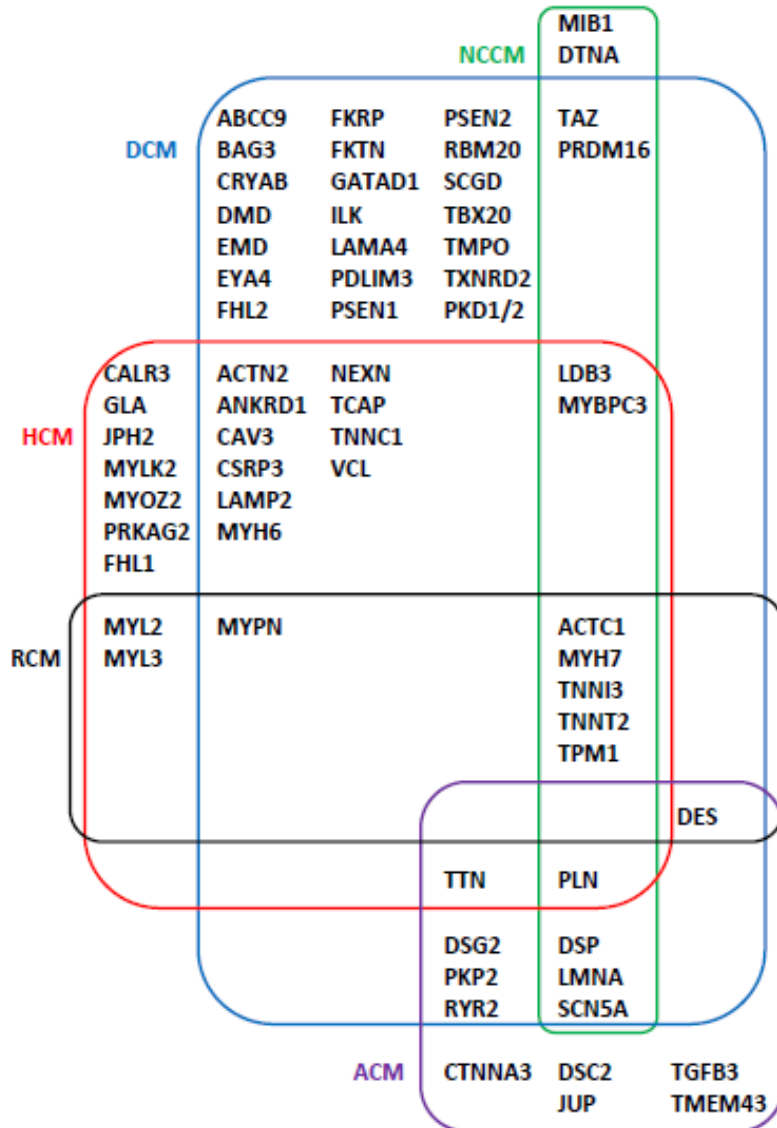 MIB1
NCCM DTNA
ABCC9 FKRP PSEN2 TAZ
DCM BAG3 FKTN RBM20 PRDM16
CRYAB GATAD1 SCGD
DMD ILK TBX20
EMD LAMA4 TMPO
EYA4 PDLIM3 TXNRD2
FHL2 PSEN1 PKD1/2
CALR3 ACTN2 NEXN LDB3
GLA ANKRD1 TCAP MYBPC3
HCM JPH2 CAV3 TNNC1
MYLK2 CSRP3 VCL
MYOZ2 LAMP2
PRKAG2 MYH6
FHL1
MYL2 MYPN ACTC1
RCM MYL3 MYH7
TNNI3
TNNT2
TPM1
DES
TTN PLN
DSG2 DSP
PKP2 LMNA
RYR2 SCN5A
ACM CTNNA3 DSC2 TGFB3
JUP TMEM43